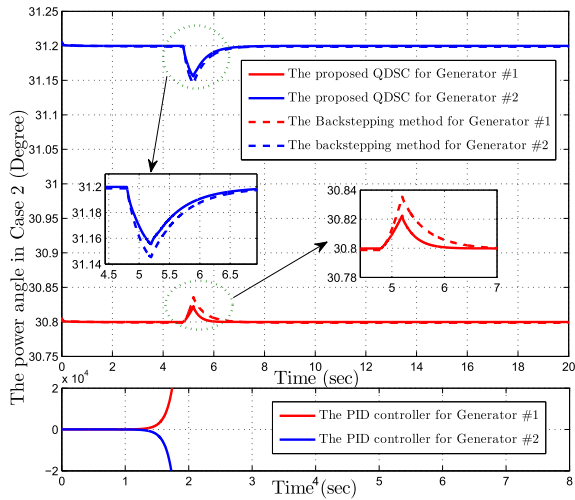 31.25
31.2
31.15
31.1
31.05
31
30.95
30.9
30.85
30.8
30.75
The power angle in Case 2 (Degree)
The proposed QDSC for Generator #1
The proposed QDSC for Generator #2
The Backstepping method for Generator #1
The backstepping method for Generator #2
31.2
31.18
31.16
31.14
4.5 5 5.5 6 6.5
30.84
30.82
30.8
30.78
5 6 7
0 2 4 6 8 10 12 14 16 18 20
Time (sec)
x 10⁴
2
0
−2
The PID controller for Generator #1
The PID controller for Generator #2
0 1 2 3 4 5 6 7 8
Time (sec)